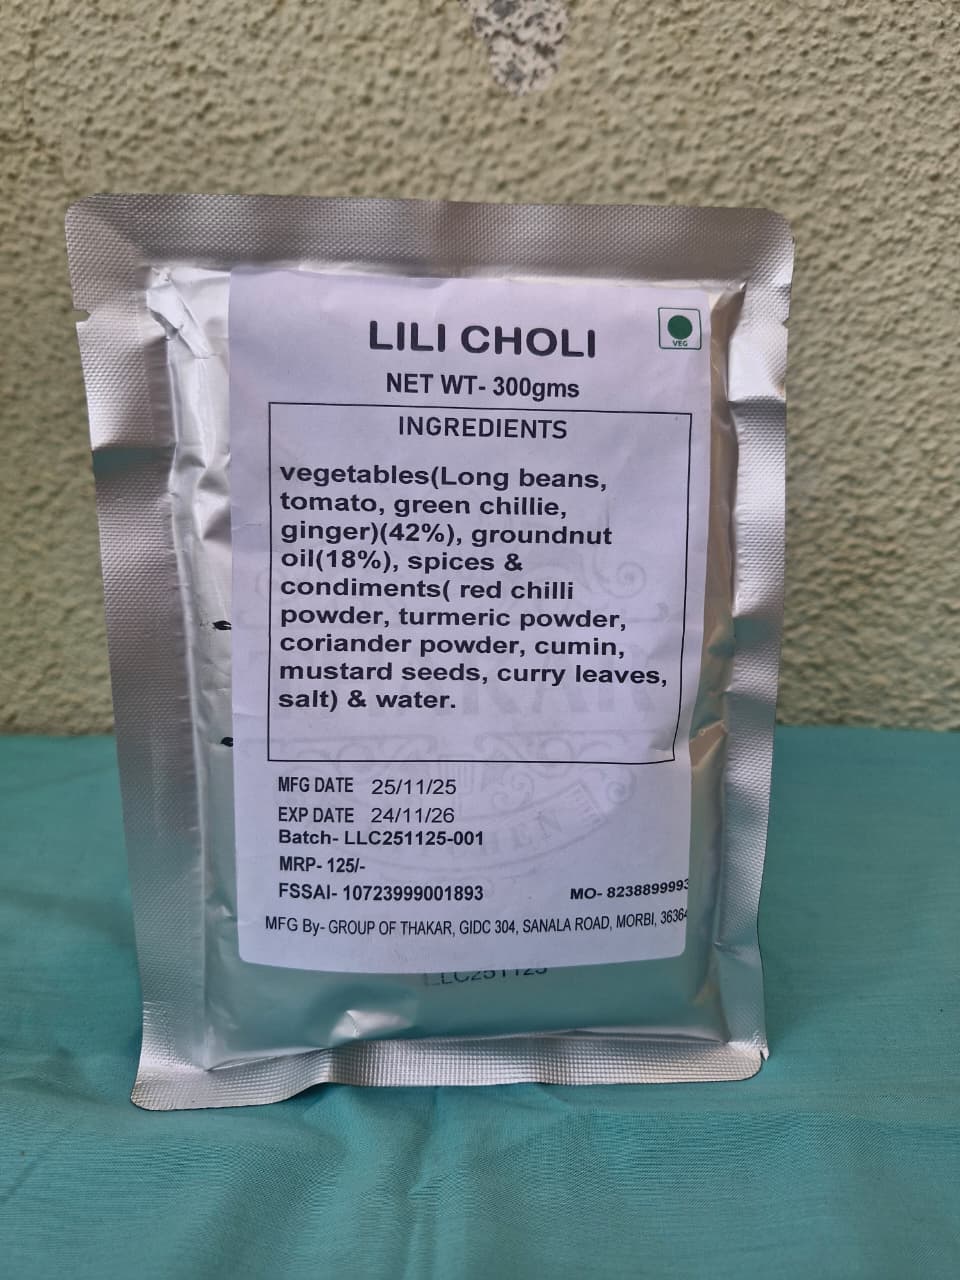 LILI CHOLI
VEG
NET WT- 300gms
INGREDIENTS
vegetables(Long beans,
tomato, green chillie,
ginger)(42%), groundnut
oil(18%), spices &
condiments( red chilli
powder, turmeric powder,
coriander powder, cumin,
mustard seeds, curry leaves,
salt) & water.
MFG DATE 25/11/25
EXP DATE 24/11/26
Batch- LLC251125-001
MRP- 125/-
FSSAI- 10723999001893 MO- 8238899993
MFG By- GROUP OF THAKAR, GIDC 304, SANALA ROAD, MORBI, 36364
LLC251125